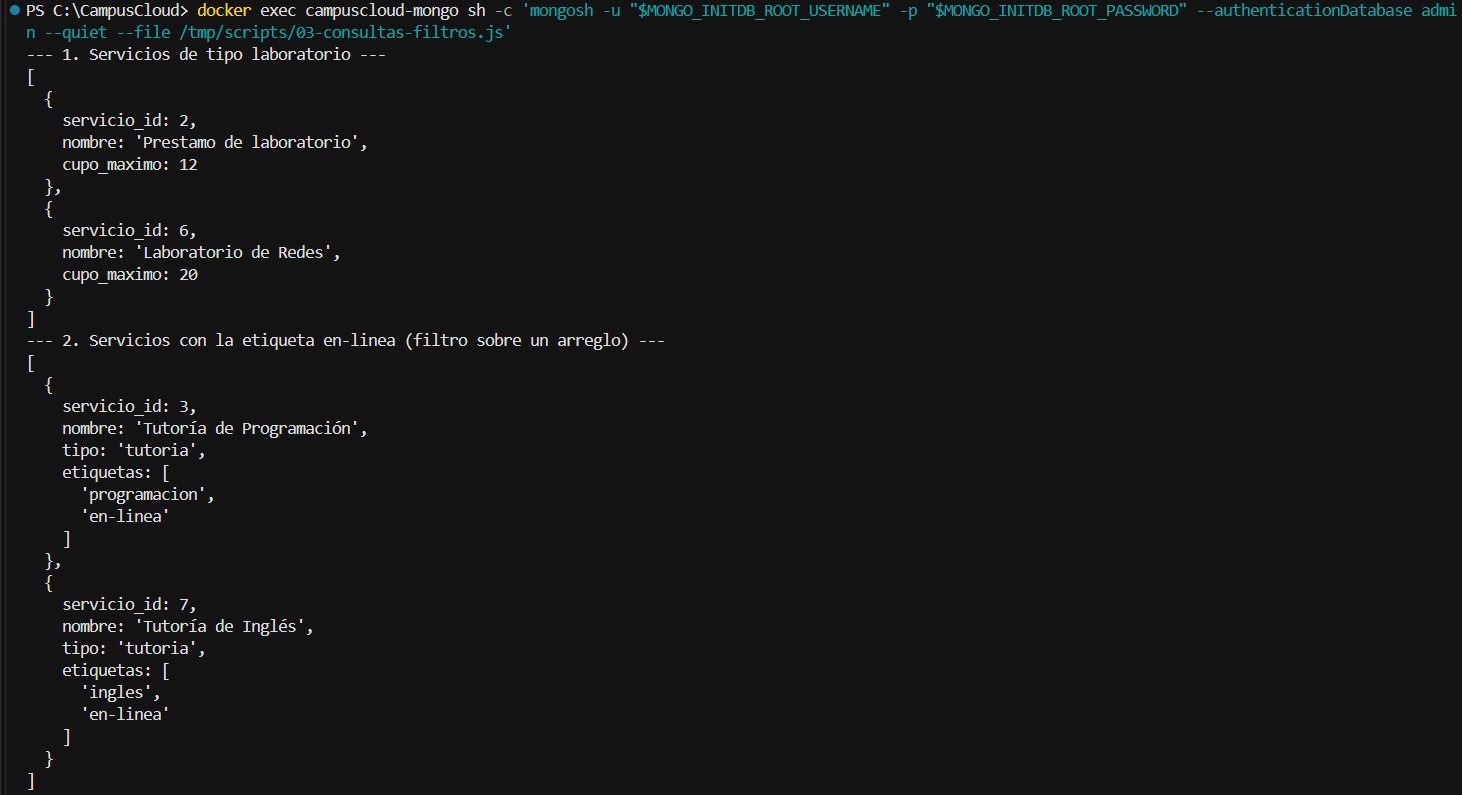 PS C:\CampusCloud> docker exec campuscloud-mongo sh -c 'mongosh -u "$MONGO_INITDB_ROOT_USERNAME" -p "$MONGO_INITDB_ROOT_PASSWORD" --authenticationDatabase admi
n --quiet --file /tmp/scripts/03-consultas-filtros.js'
--- 1. Servicios de tipo laboratorio ---
[
  {
    servicio_id: 2,
    nombre: 'Prestamo de laboratorio',
    cupo_maximo: 12
  },
  {
    servicio_id: 6,
    nombre: 'Laboratorio de Redes',
    cupo_maximo: 20
  }
]
--- 2. Servicios con la etiqueta en-linea (filtro sobre un arreglo) ---
[
  {
    servicio_id: 3,
    nombre: 'Tutoría de Programación',
    tipo: 'tutoria',
    etiquetas: [
      'programacion',
      'en-linea'
    ]
  },
  {
    servicio_id: 7,
    nombre: 'Tutoría de Inglés',
    tipo: 'tutoria',
    etiquetas: [
      'ingles',
      'en-linea'
    ]
  }
]